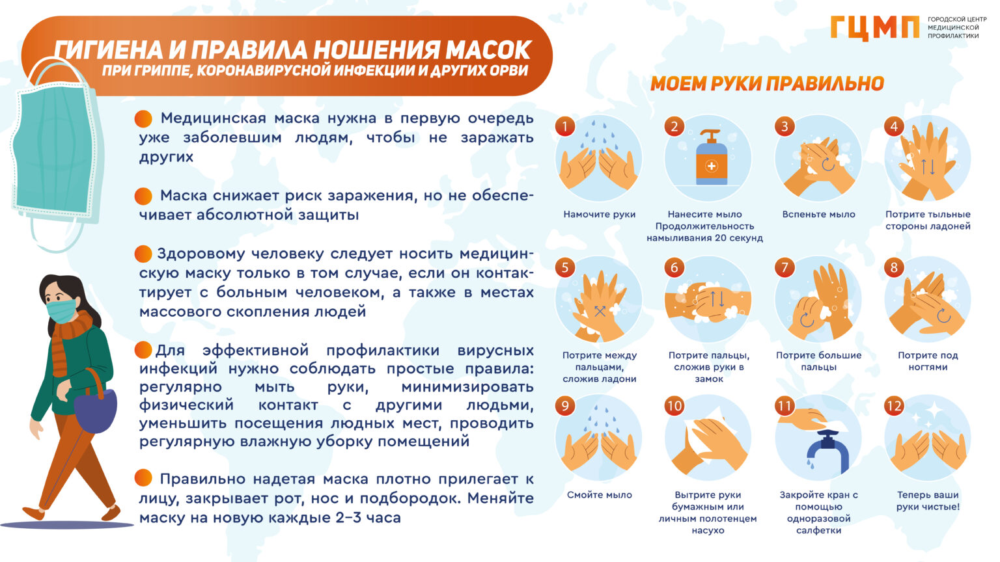 ГИГИЕНА И ПРАВИЛА НОШЕНИЯ МАСОК
ПРИ ГРИППЕ, КОРОНАВИРУСНОЙ ИНФЕКЦИИ И ДРУГИХ ОРВИ
Медицинская маска нужна в первую очередь
уже заболевшим людям, чтобы не заражать
других
Маска снижает риск заражения, но не обеспе-
чивает абсолютной защиты
Здоровому человеку следует носить медицин-
скую маску только в том случае, если он контак-
тирует с больным человеком, а также в местах
массового скопления людей
Для эффективной профилактики вирусных
инфекций нужно соблюдать простые правила:
регулярно мыть руки, минимизировать
физический контакт с другими людьми,
уменьшить посещения людных мест, проводить
регулярную влажную уборку помещений
Правильно надетая маска плотно прилегает к
лицу, закрывает рот, нос и подбородок. Меняйте
маску на новую каждые 2–3 часа
ГЦМП
ГОРОДСКОЙ ЦЕНТР
МЕДИЦИНСКОЙ
ПРОФИЛАКТИКИ
МОЕМ РУКИ ПРАВИЛЬНО
1
Намочите руки
2
Нанесите мыло
Продолжительность
намыливания 20 секунд
3
Вспеньте мыло
4
Потрите тыльные
стороны ладоней
5
Потрите между
пальцами,
сложив ладони
6
Потрите пальцы,
сложив руки в
замок
7
Потрите большие
пальцы
8
Потрите под
ногтями
9
Смойте мыло
10
Вытрите руки
бумажным или
личным полотенцем
насухо
11
Закройте кран с
помощью
одноразовой
салфетки
12
Теперь ваши
руки чистые!